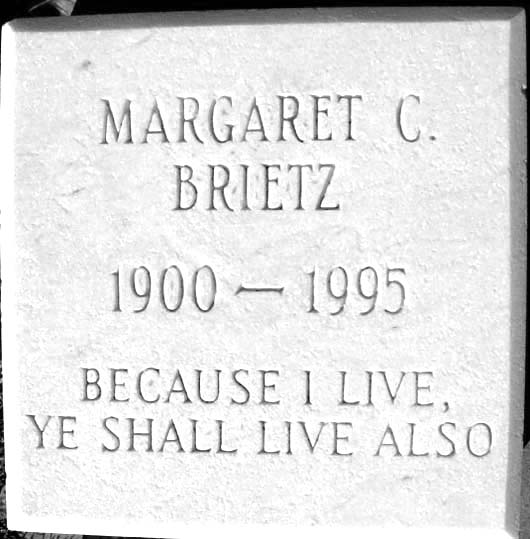 MARGARET C.
BRIETZ
1900 — 1995
BECAUSE I LIVE,
YE SHALL LIVE ALSO